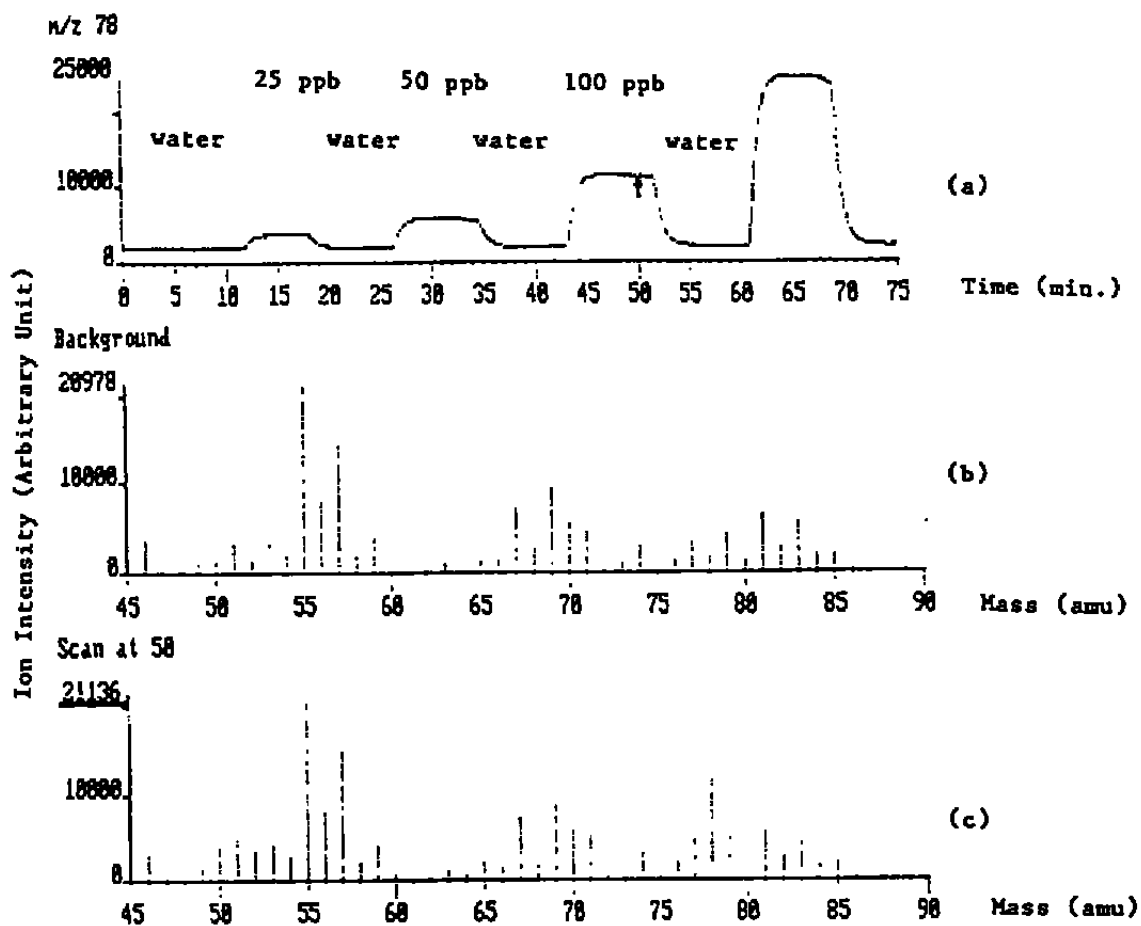 m/z 78
25000
25 ppb 50 ppb 100 ppb
water water water water
10000
(a)
0
0 5 10 15 20 25 30 35 40 45 50 55 60 65 70 75
Time (min.)
Ion Intensity (Arbitrary Unit)
Background
20978
10000
(b)
0
45 50 55 60 65 70 75 80 85 90
Mass (amu)
Scan at 50
21136
10000
(c)
0
45 50 55 60 65 70 75 80 85 90
Mass (amu)